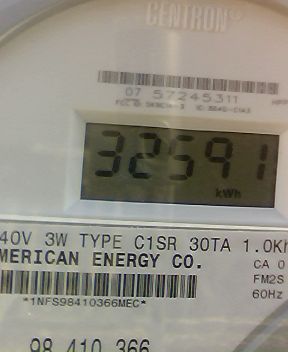 CENTRON®
07 57245311
32591
kWh
40V 3W TYPE C1SR 30TA 1.0Kh
MERICAN ENERGY CO.
CA 0
FM2S
60Hz
*1NFS98410366MEC*
98 410 366